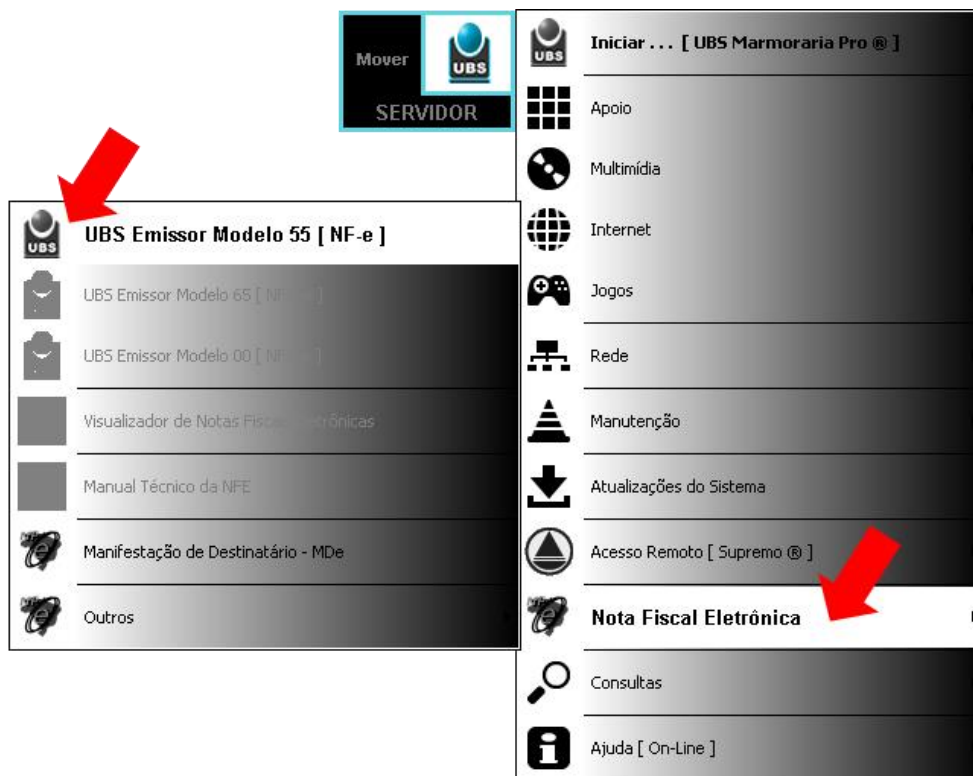 Mover
UBS
SERVIDOR
UBS
Iniciar . . . [ UBS Marmoraria Pro ® ]
Apoio
Multimídia
Internet
Jogos
Rede
Manutenção
Atualizações do Sistema
Acesso Remoto [ Supremo ® ]
Nota Fiscal Eletrônica
Consultas
Ajuda [ On-Line ]
UBS
UBS Emissor Modelo 55 [ NF-e ]
UBS Emissor Modelo 65 [
UBS Emissor Modelo 00 [
Visualizador de Notas Fiscais Eletrônicas
Manual Técnico da NFE
Manifestação de Destinatário - MDe
Outros